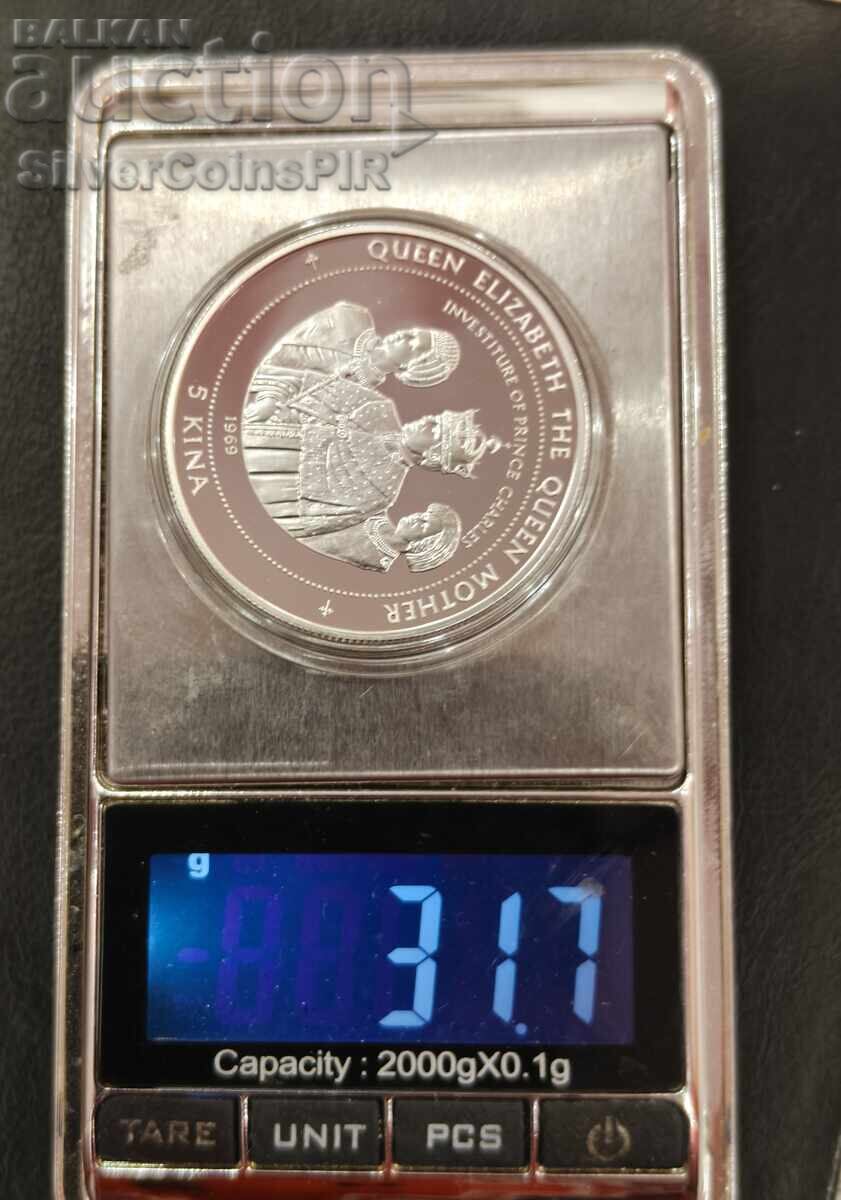 BALKAN
auction
SilverCoinsPIR
QUEEN ELIZABETH THE QUEEN MOTHER
INVESTITURE OF PRINCE CHARLES
1969
5 KINA
g
31.7
Capacity : 2000gX0.1g
TARE UNIT PCS